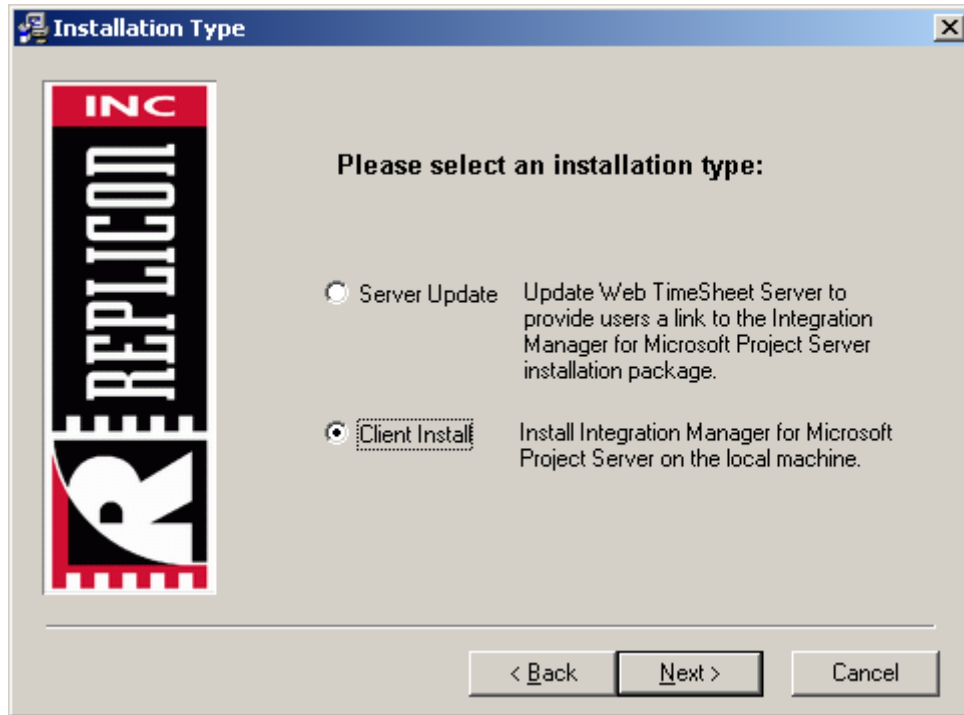 Installation Type
INC
REPLICON
R
Please select an installation type:
Server Update
Update Web TimeSheet Server to
provide users a link to the Integration
Manager for Microsoft Project Server
installation package.
Client Install
Install Integration Manager for Microsoft
Project Server on the local machine.
< Back
Next >
Cancel